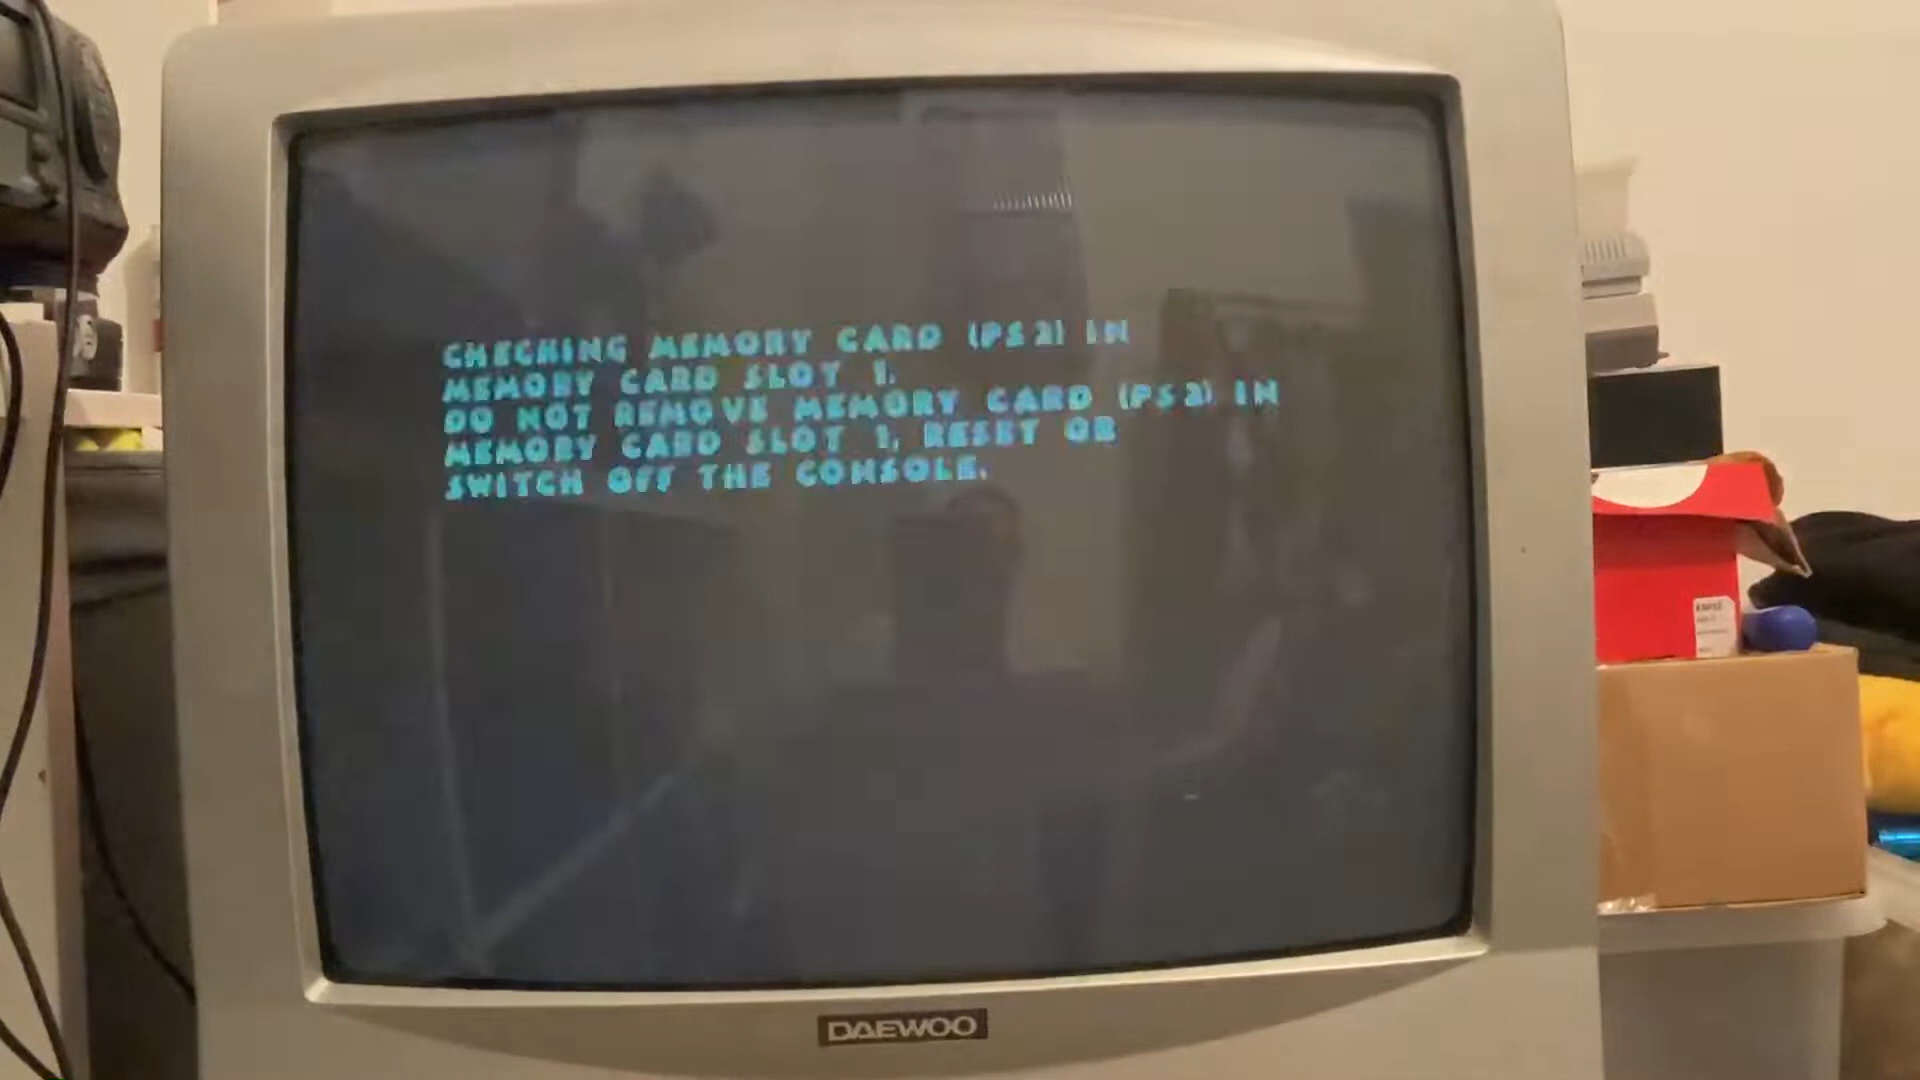 CHECKING MEMORY CARD (PS2) IN
MEMORY CARD SLOT 1.
DO NOT REMOVE MEMORY CARD (PS2) IN
MEMORY CARD SLOT 1, RESET OR
SWITCH OFF THE CONSOLE.
DAEWOO